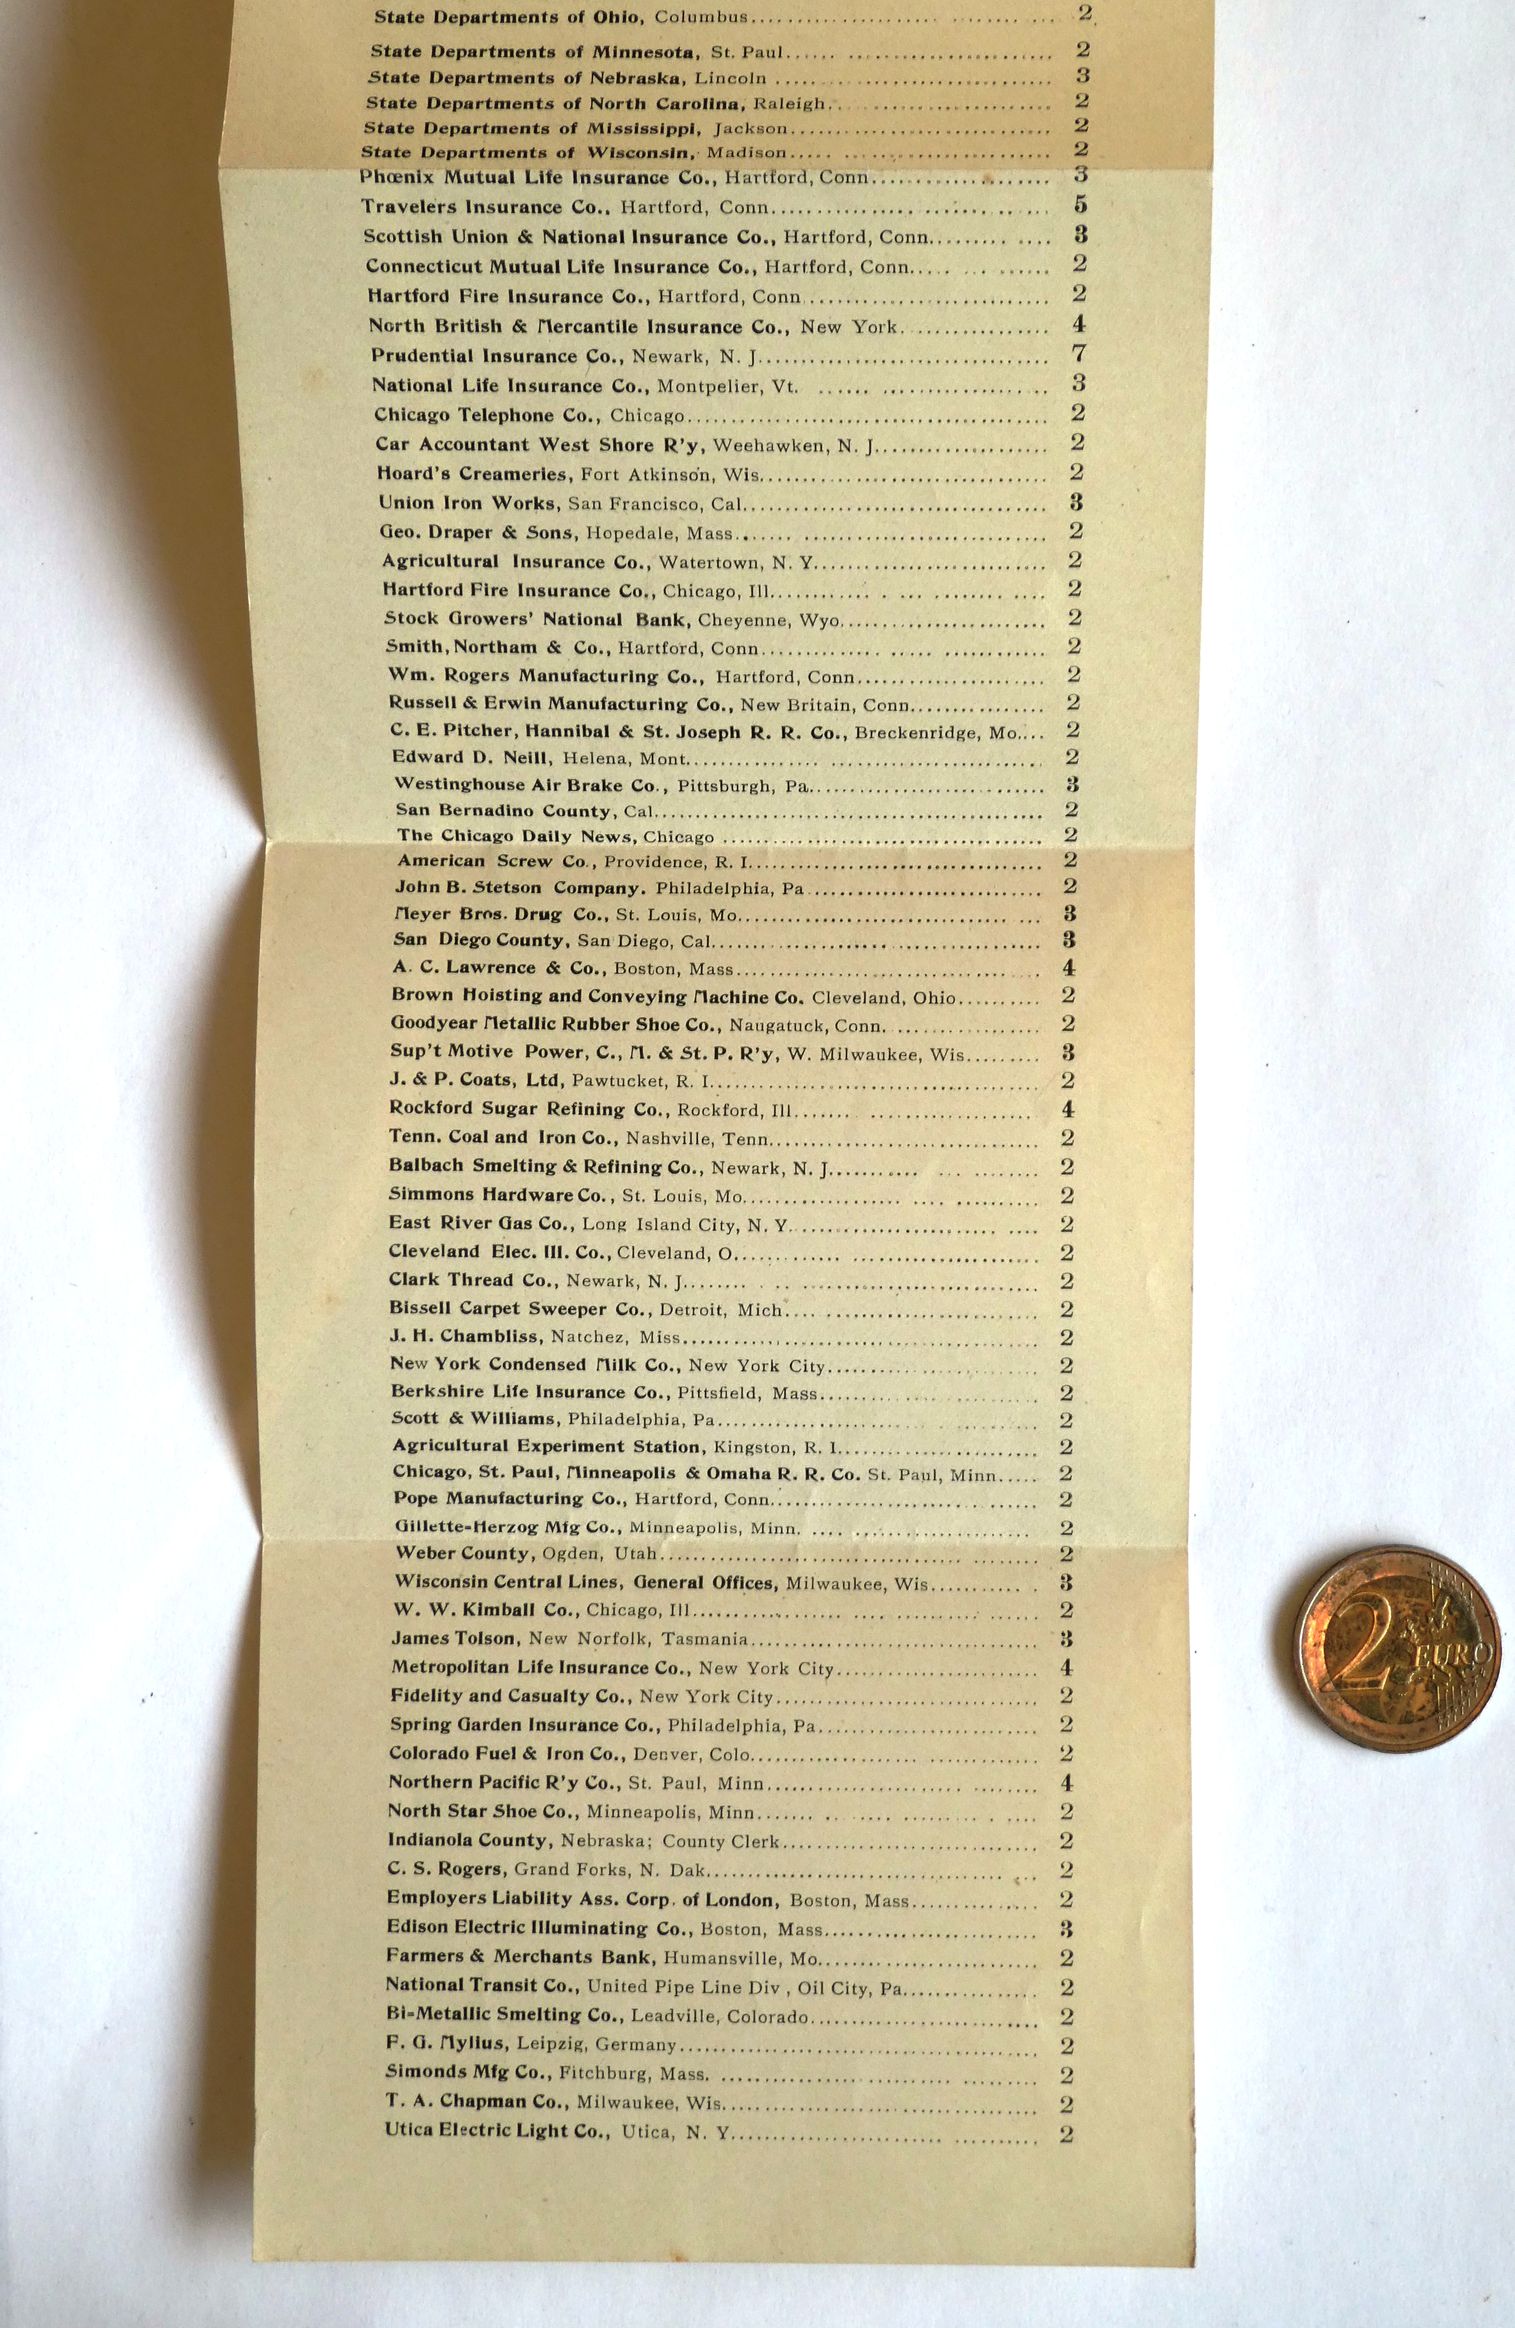 State Departments of Ohio, Columbus........................ 2
State Departments of Minnesota, St. Paul........................ 2
State Departments of Nebraska, Lincoln ........................ 3
State Departments of North Carolina, Raleigh........................ 2
State Departments of Mississippi, Jackson........................ 2
State Departments of Wisconsin, Madison........................ 2
Phœnix Mutual Life Insurance Co., Hartford, Conn........................ 3
Travelers Insurance Co., Hartford, Conn........................ 5
Scottish Union & National Insurance Co., Hartford, Conn........................ 3
Connecticut Mutual Life Insurance Co., Hartford, Conn........................ 2
Hartford Fire Insurance Co., Hartford, Conn........................ 2
North British & Mercantile Insurance Co., New York........................ 4
Prudential Insurance Co., Newark, N. J........................ 7
National Life Insurance Co., Montpelier, Vt. ........................ 3
Chicago Telephone Co., Chicago........................ 2
Car Accountant West Shore R'y, Weehawken, N. J........................ 2
Hoard's Creameries, Fort Atkinson, Wis........................ 2
Union Iron Works, San Francisco, Cal........................ 3
Geo. Draper & Sons, Hopedale, Mass........................ 2
Agricultural Insurance Co., Watertown, N. Y........................ 2
Hartford Fire Insurance Co., Chicago, Ill........................ 2
Stock Growers' National Bank, Cheyenne, Wyo........................ 2
Smith, Northam & Co., Hartford, Conn........................ 2
Wm. Rogers Manufacturing Co., Hartford, Conn........................ 2
Russell & Erwin Manufacturing Co., New Britain, Conn................ 2
C. E. Pitcher, Hannibal & St. Joseph R. R. Co., Breckenridge, Mo.... 2
Edward D. Neill, Helena, Mont........................ 2
Westinghouse Air Brake Co., Pittsburgh, Pa........................ 3
San Bernadino County, Cal........................ 2
The Chicago Daily News, Chicago ........................ 2
American Screw Co., Providence, R. I........................ 2
John B. Stetson Company. Philadelphia, Pa ........................ 2
Meyer Bros. Drug Co., St. Louis, Mo........................ 3
San Diego County, San Diego, Cal........................ 3
A. C. Lawrence & Co., Boston, Mass........................ 4
Brown Hoisting and Conveying Machine Co. Cleveland, Ohio.......... 2
Goodyear Metallic Rubber Shoe Co., Naugatuck, Conn. ................. 2
Sup't Motive Power, C., M. & St. P. R'y, W. Milwaukee, Wis......... 3
J. & P. Coats, Ltd, Pawtucket, R. I........................ 2
Rockford Sugar Refining Co., Rockford, Ill........................ 4
Tenn. Coal and Iron Co., Nashville, Tenn........................ 2
Balbach Smelting & Refining Co., Newark, N. J........................ 2
Simmons Hardware Co., St. Louis, Mo........................ 2
East River Gas Co., Long Island City, N. Y........................ 2
Cleveland Elec. Ill. Co., Cleveland, O........................ 2
Clark Thread Co., Newark, N. J........................ 2
Bissell Carpet Sweeper Co., Detroit, Mich........................ 2
J. H. Chambliss, Natchez, Miss........................ 2
New York Condensed Milk Co., New York City........................ 2
Berkshire Life Insurance Co., Pittsfield, Mass........................ 2
Scott & Williams, Philadelphia, Pa........................ 2
Agricultural Experiment Station, Kingston, R. I........................ 2
Chicago, St. Paul, Minneapolis & Omaha R. R. Co. St. Paul, Minn..... 2
Pope Manufacturing Co., Hartford, Conn........................ 2
Gillette-Herzog Mfg Co., Minneapolis, Minn. ........................ 2
Weber County, Ogden, Utah........................ 2
Wisconsin Central Lines, General Offices, Milwaukee, Wis............ 3
W. W. Kimball Co., Chicago, Ill........................ 2
James Tolson, New Norfolk, Tasmania........................ 3
Metropolitan Life Insurance Co., New York City........................ 4
Fidelity and Casualty Co., New York City........................ 2
Spring Garden Insurance Co., Philadelphia, Pa........................ 2
Colorado Fuel & Iron Co., Denver, Colo........................ 2
Northern Pacific R'y Co., St. Paul, Minn........................ 4
North Star Shoe Co., Minneapolis, Minn........................ 2
Indianola County, Nebraska; County Clerk........................ 2
C. S. Rogers, Grand Forks, N. Dak........................ 2
Employers Liability Ass. Corp. of London, Boston, Mass............... 2
Edison Electric Illuminating Co., Boston, Mass........................ 3
Farmers & Merchants Bank, Humansville, Mo........................ 2
National Transit Co., United Pipe Line Div , Oil City, Pa................ 2
Bi-Metallic Smelting Co., Leadville, Colorado........................ 2
F. G. Mylius, Leipzig, Germany........................ 2
Simonds Mfg Co., Fitchburg, Mass. ........................ 2
T. A. Chapman Co., Milwaukee, Wis........................ 2
Utica Electric Light Co., Utica, N. Y........................ 2
2 EURO